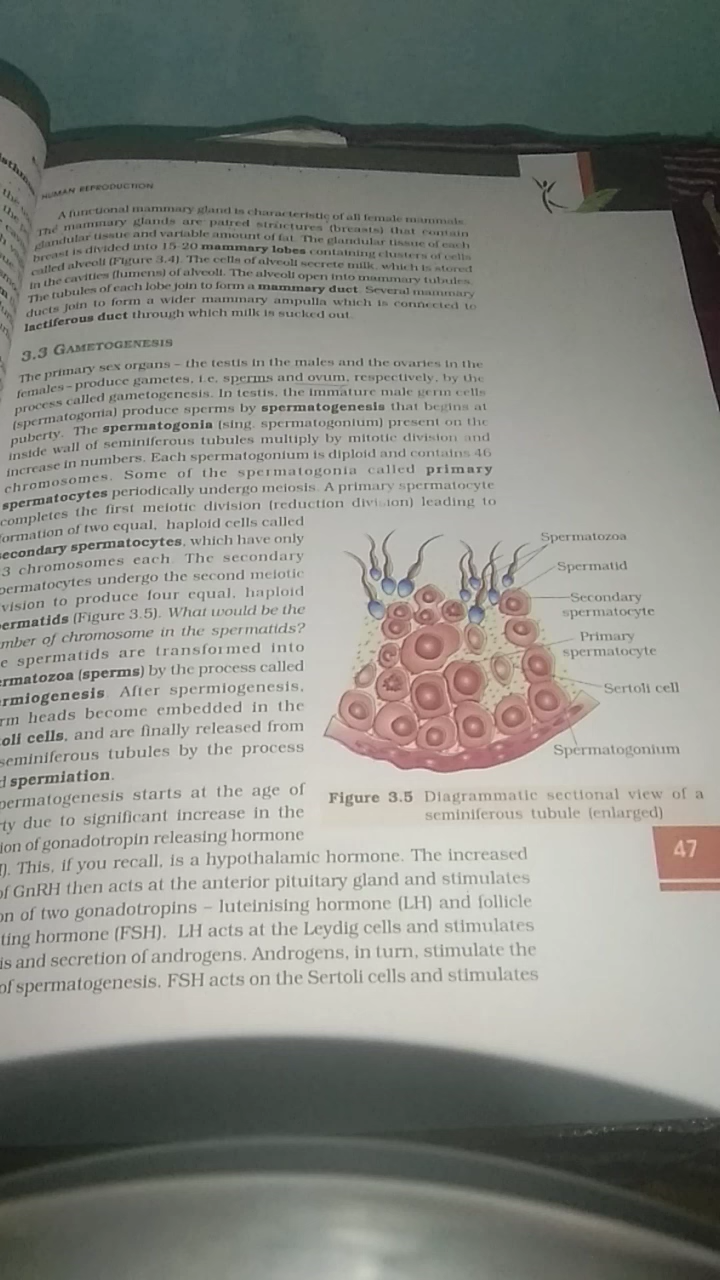 HUMAN REPRODUCTION
A functional mammary gland is characteristic of all female mammals.
The mammary glands are paired structures (breasts) that contain
glandular tissue and variable amount of fat. The glandular tissue of each
breast is divided into 15-20 mammary lobes containing clusters of cells
called alveoli (Figure 3.4). The cells of alveoli secrete milk, which is stored
in the cavities (lumens) of alveoli. The alveoli open into mammary tubules.
The tubules of each lobe join to form a mammary duct. Several mammary
ducts join to form a wider mammary ampulla which is connected to
lactiferous duct through which milk is sucked out.
3.3 GAMETOGENESIS
The primary sex organs – the testis in the males and the ovaries in the
females – produce gametes, i.e, sperms and ovum, respectively, by the
process called gametogenesis. In testis, the immature male germ cells
(spermatogonia) produce sperms by spermatogenesis that begins at
puberty. The spermatogonia (sing. spermatogonium) present on the
inside wall of seminiferous tubules multiply by mitotic division and
increase in numbers. Each spermatogonium is diploid and contains 46
chromosomes. Some of the spermatogonia called primary
spermatocytes periodically undergo meiosis. A primary spermatocyte
completes the first meiotic division (reduction division) leading to
ormation of two equal, haploid cells called
econdary spermatocytes, which have only
3 chromosomes each. The secondary
permatocytes undergo the second meiotic
vision to produce four equal, haploid
ermatids (Figure 3.5). What would be the
mber of chromosome in the spermatids?
e spermatids are transformed into
rmatozoa (sperms) by the process called
rmiogenesis. After spermiogenesis,
rm heads become embedded in the
oli cells, and are finally released from
seminiferous tubules by the process
d spermiation.
permatogenesis starts at the age of
rty due to significant increase in the
ion of gonadotropin releasing hormone
). This, if you recall, is a hypothalamic hormone. The increased
of GnRH then acts at the anterior pituitary gland and stimulates
on of two gonadotropins – luteinising hormone (LH) and follicle
ting hormone (FSH). LH acts at the Leydig cells and stimulates
is and secretion of androgens. Androgens, in turn, stimulate the
of spermatogenesis. FSH acts on the Sertoli cells and stimulates
Spermatozoa
Spermatid
Secondary
spermatocyte
Primary
spermatocyte
Sertoli cell
Spermatogonium
Figure 3.5 Diagrammatic sectional view of a
seminiferous tubule (enlarged)
47